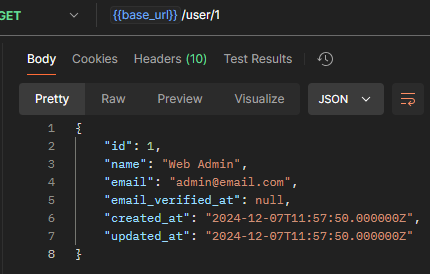 GET {{base_url}} /user/1
Body Cookies Headers (10) Test Results
Pretty Raw Preview Visualize JSON
1 {
2 "id": 1,
3 "name": "Web Admin",
4 "email": "admin@email.com",
5 "email_verified_at": null,
6 "created_at": "2024-12-07T11:57:50.000000Z",
7 "updated_at": "2024-12-07T11:57:50.000000Z"
8 }